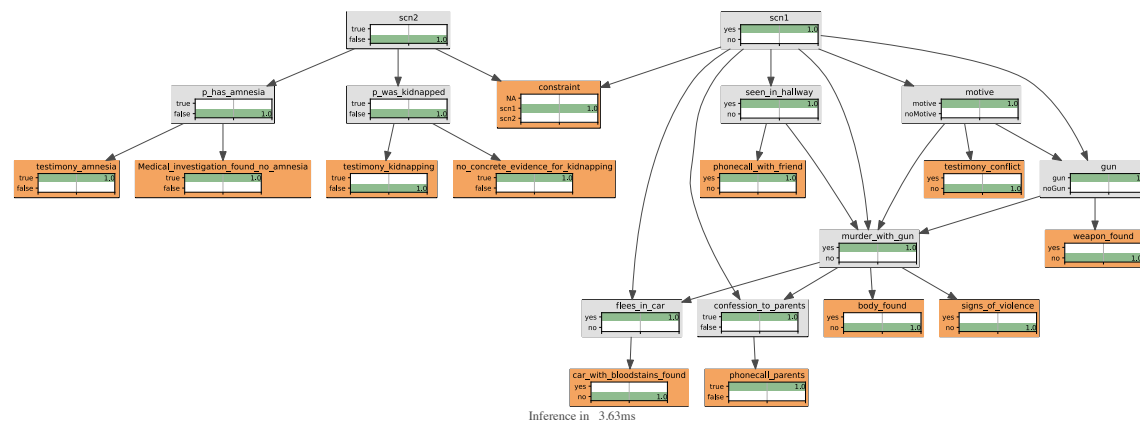 scn2
true
false 1.0
scn1
yes 1.0
no
p_has_amnesia
true
false 1.0
p_was_kidnapped
true
false 1.0
constraint
NA
scn1 1.0
scn2
seen_in_hallway
yes 1.0
no
motive
motive 1.0
noMotive
testimony_amnesia
true 1.0
false
Medical_investigation_found_no_amnesia
true 1.0
false
testimony_kidnapping
true
false 1.0
no_concrete_evidence_for_kidnapping
true 1.0
false
phonecall_with_friend
yes 1.0
no
testimony_conflict
yes
no 1.0
gun
gun 1
noGun
murder_with_gun
yes 1.0
no
weapon_found
yes
no 1.0
flees_in_car
yes 1.0
no
confession_to_parents
true 1.0
false
body_found
yes
no 1.0
signs_of_violence
yes
no 1.0
car_with_bloodstains_found
yes
no 1.0
phonecall_parents
true 1.0
false
Inference in 3.63ms